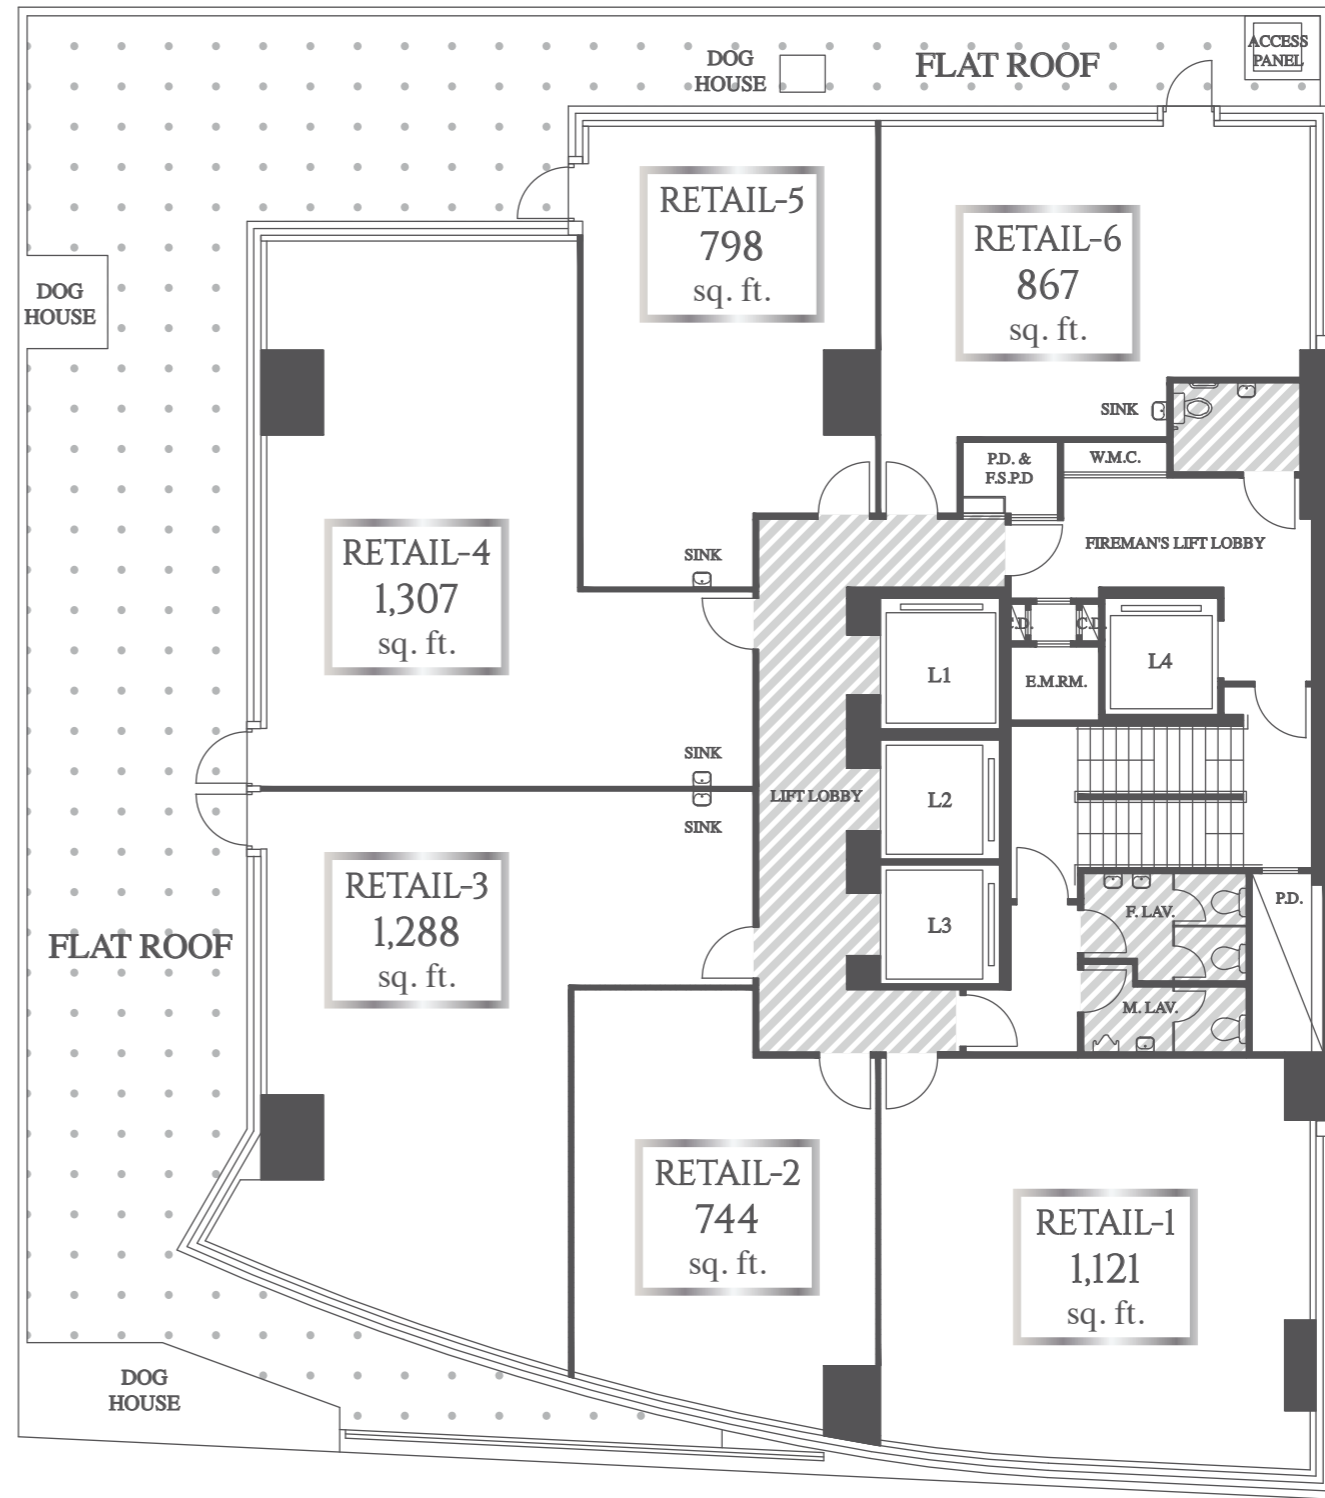 DOG
HOUSE
FLAT ROOF
ACCESS
PANEL
RETAIL-5
798
sq. ft.
RETAIL-6
867
sq. ft.
DOG
HOUSE
SINK
P.D. &
F.S.P.D
W.M.C.
RETAIL-4
1,307
sq. ft.
SINK
FIREMAN'S LIFT LOBBY
C.D.
C.D.
L1
E.M.RM.
L4
SINK
LIFT LOBBY
L2
SINK
RETAIL-3
1,288
sq. ft.
FLAT ROOF
L3
F. LAV.
P.D.
M. LAV.
RETAIL-2
744
sq. ft.
RETAIL-1
1,121
sq. ft.
DOG
HOUSE